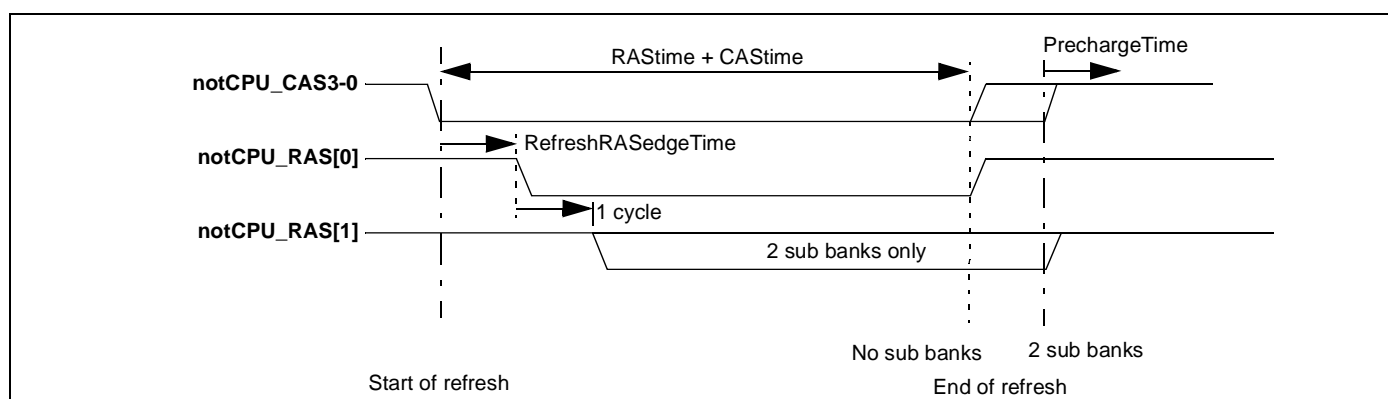 PrechargeTime
RAStime + CAStime
notCPU_CAS3-0
RefreshRASedgeTime
notCPU_RAS[0]
1 cycle
notCPU_RAS[1]
2 sub banks only
No sub banks
2 sub banks
Start of refresh
End of refresh